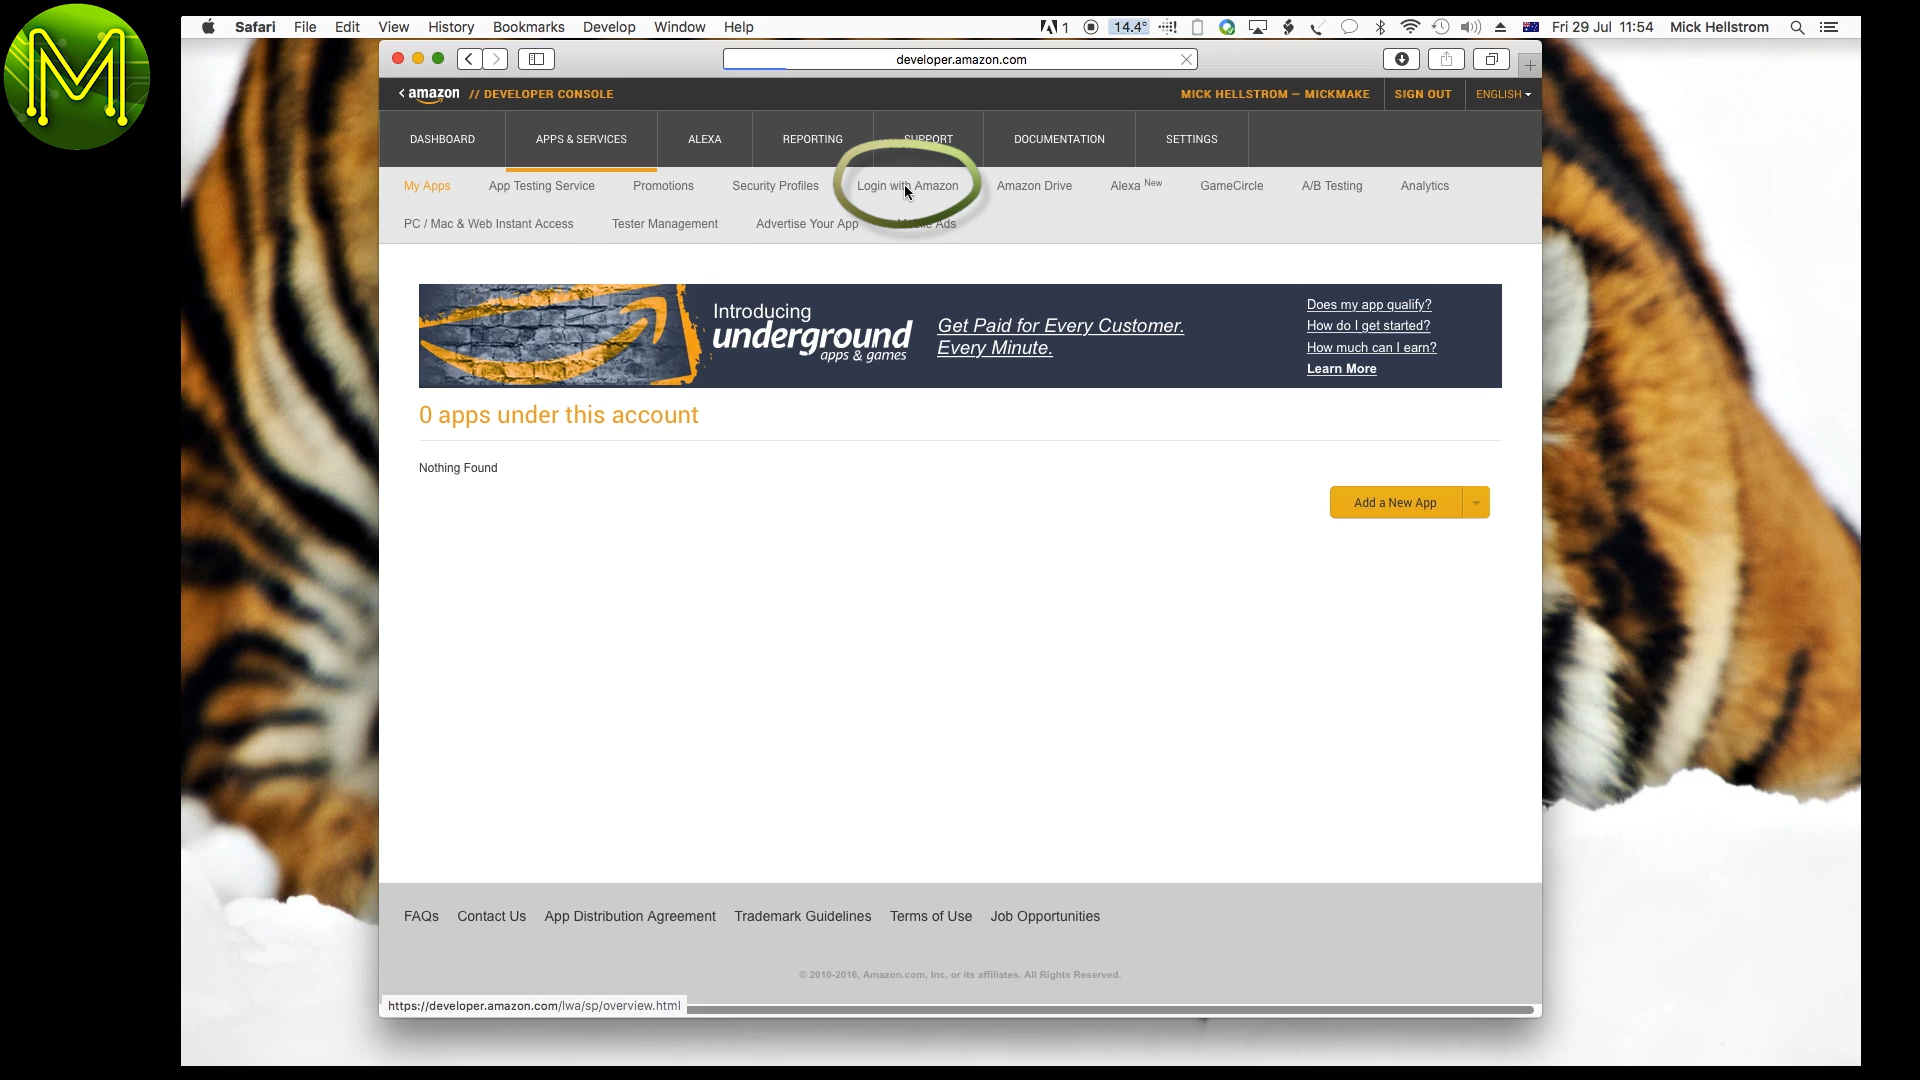 M
Safari File Edit View History Bookmarks Develop Window Help 1 14.4° Fri 29 Jul 11:54 Mick Hellstrom
developer.amazon.com
< amazon // DEVELOPER CONSOLE MICK HELLSTROM – MICKMAKE SIGN OUT ENGLISH
DASHBOARD APPS & SERVICES ALEXA REPORTING SUPPORT DOCUMENTATION SETTINGS
My Apps App Testing Service Promotions Security Profiles Login with Amazon Amazon Drive Alexa New GameCircle A/B Testing Analytics
PC / Mac & Web Instant Access Tester Management Advertise Your App Ads
Introducing
underground
apps & games
Get Paid for Every Customer.
Every Minute.
Does my app qualify?
How do I get started?
How much can I earn?
Learn More
0 apps under this account
Nothing Found
Add a New App
FAQs Contact Us App Distribution Agreement Trademark Guidelines Terms of Use Job Opportunities
© 2010-2016, Amazon.com, Inc. or its affiliates. All Rights Reserved.
https://developer.amazon.com/lwa/sp/overview.html